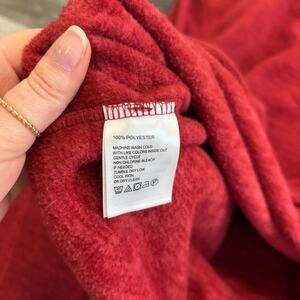 100% POLYESTER
MACHINE WASH COLD
WITH LIKE COLORS INSIDE OUT
GENTLE CYCLE
NON CHLORINE BLEACH
IF NEEDED
TUMBLE DRY LOW
COOL IRON
OR DRY CLEAN